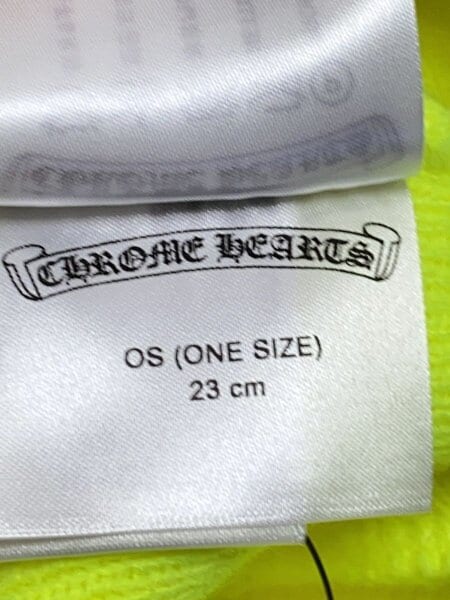 CHROME HEARTS
OS (ONE SIZE)
23 cm